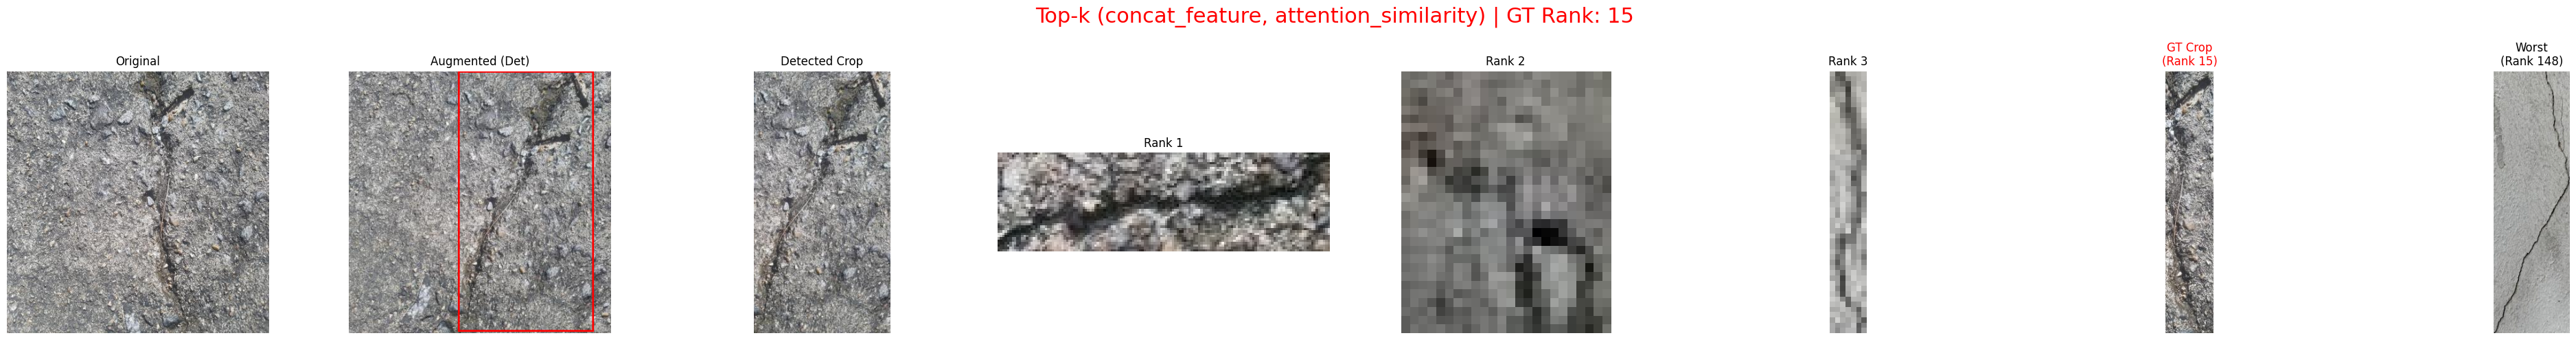 Top-k (concat_feature, attention_similarity) | GT Rank: 15
Original
Augmented (Det)
Detected Crop
Rank 1
Rank 2
Rank 3
GT Crop
(Rank 15)
Worst
(Rank 148)